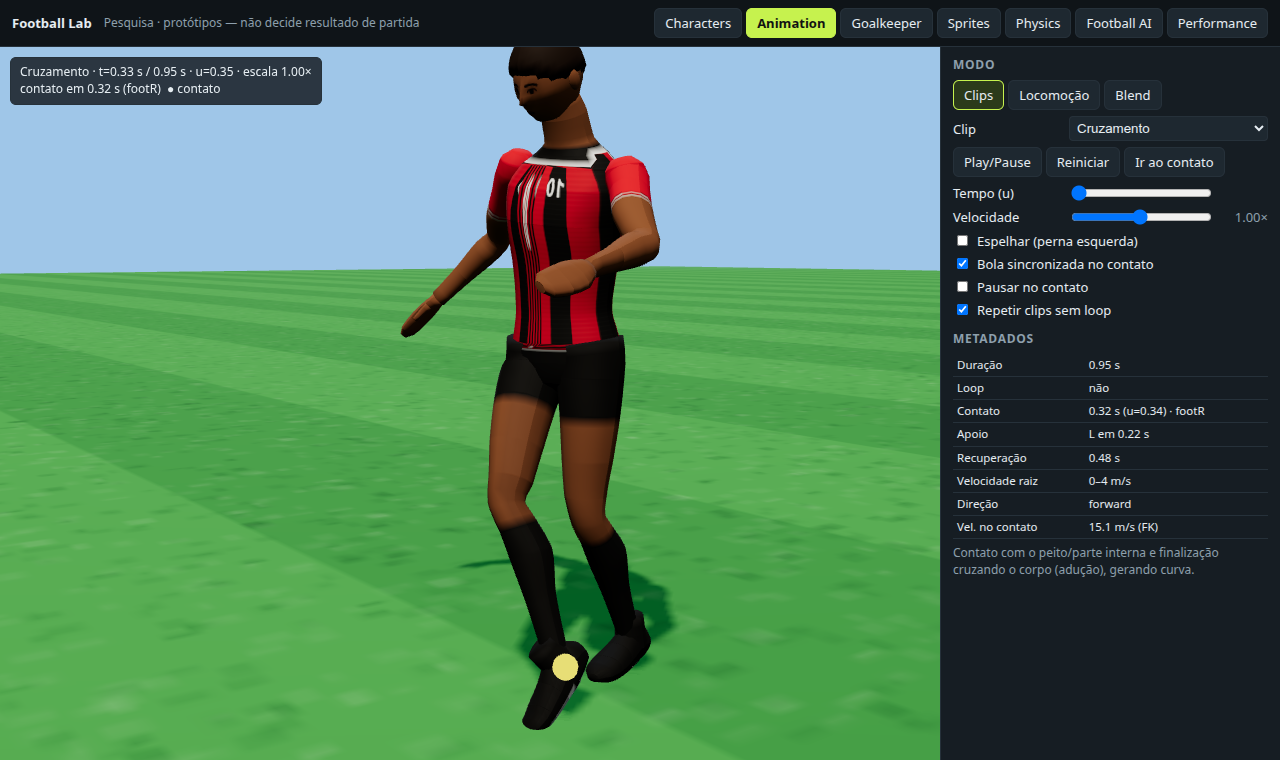 Football Lab Pesquisa · protótipos — não decide resultado de partida Characters Animation Goalkeeper Sprites Physics Football AI Performance
Cruzamento · t=0.33 s / 0.95 s · u=0.35 · escala 1.00×
contato em 0.32 s (footR) ● contato
MODO
Clips Locomoção Blend
Clip Cruzamento
Play/Pause Reiniciar Ir ao contato
Tempo (u)
Velocidade 1.00×
Espelhar (perna esquerda)
Bola sincronizada no contato
Pausar no contato
Repetir clips sem loop
METADADOS
Duração 0.95 s
Loop não
Contato 0.32 s (u=0.34) · footR
Apoio L em 0.22 s
Recuperação 0.48 s
Velocidade raiz 0–4 m/s
Direção forward
Vel. no contato 15.1 m/s (FK)
Contato com o peito/parte interna e finalização
cruzando o corpo (adução), gerando curva.